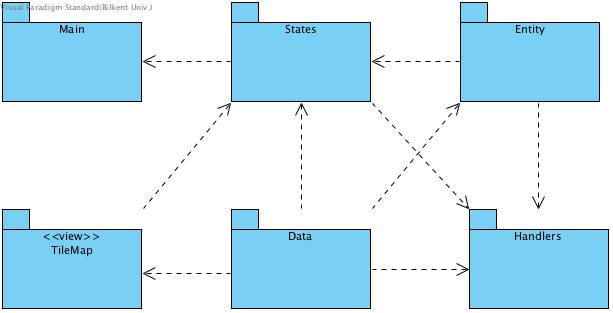 Visual Paradigm Standard(Bilkent Univ.)
Main
States
Entity
<<view>>
TileMap
Data
Handlers